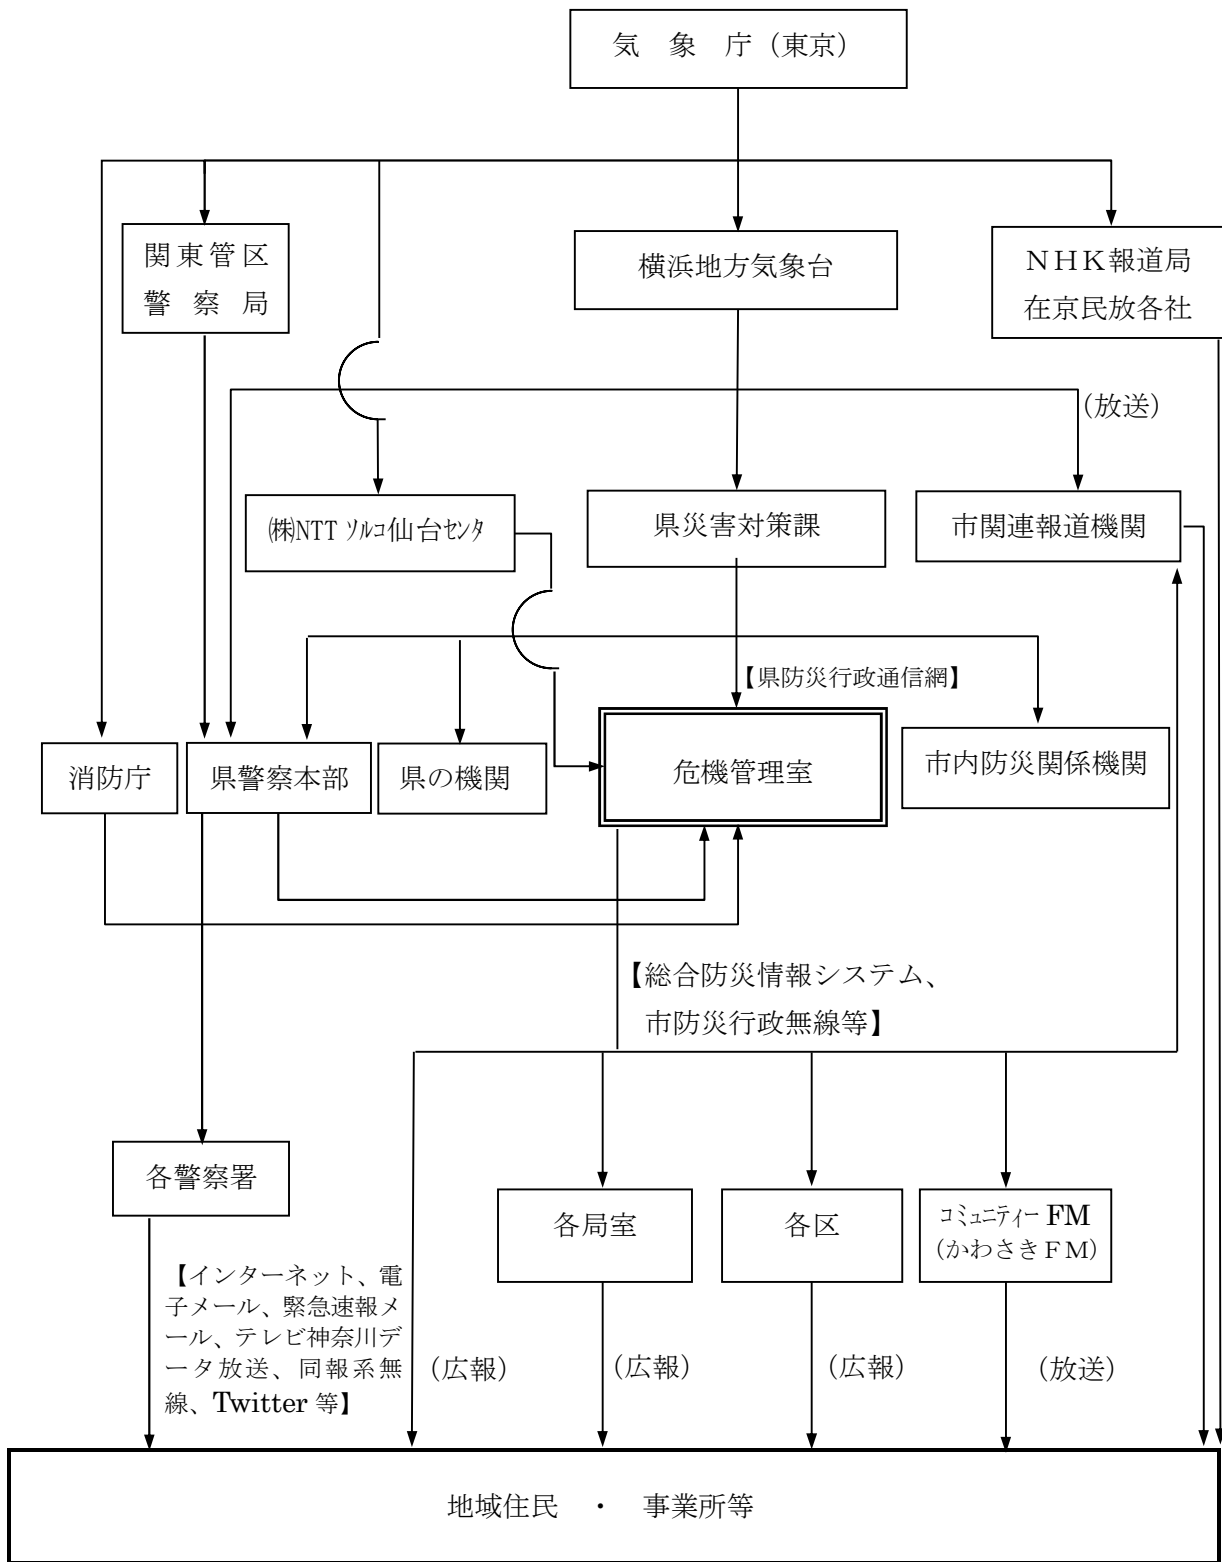 気　象　庁（東京）
関東管区
警 察 局
横浜地方気象台
ＮＨＫ報道局
在京民放各社
（放送）
㈱NTT ソルコ仙台センタ
県災害対策課
市関連報道機関
【県防災行政通信網】
消防庁
県警察本部
県の機関
危機管理室
市内防災関係機関
【総合防災情報システム、
市防災行政無線等】
各警察署
各局室
各区
コミュニティー FM
（かわさきＦＭ）
【インターネット、電
子メール、緊急速報メ
ール、テレビ神奈川デ
ータ放送、同報系無
線、Twitter 等】
（広報）
（広報）
（広報）
（放送）
地域住民　・　事業所等